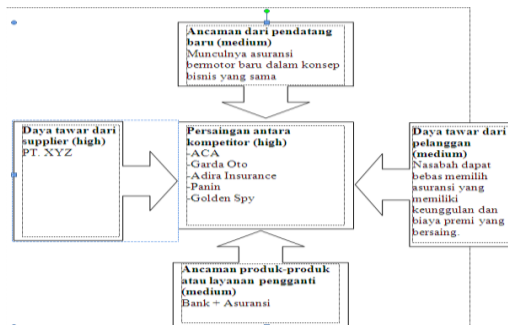 Ancaman dari pendatang
baru (medium)
Munculnya asuransi
bermotor baru dalam konsep
bisnis yang sama
Daya tawar dari
supplier (high)
PT. XYZ
Persaingan antara
kompetitor (high)
-ACA
-Garda Oto
-Adira Insurance
-Panin
-Golden Spy
Daya tawar dari
pelanggan
(medium)
Nasabah dapat
bebas memilih
asuransi yang
memiliki
keunggulan dan
biaya premi yang
bersaing.
Ancaman produk-produk
atau layanan pengganti
(medium)
Bank + Asuransi